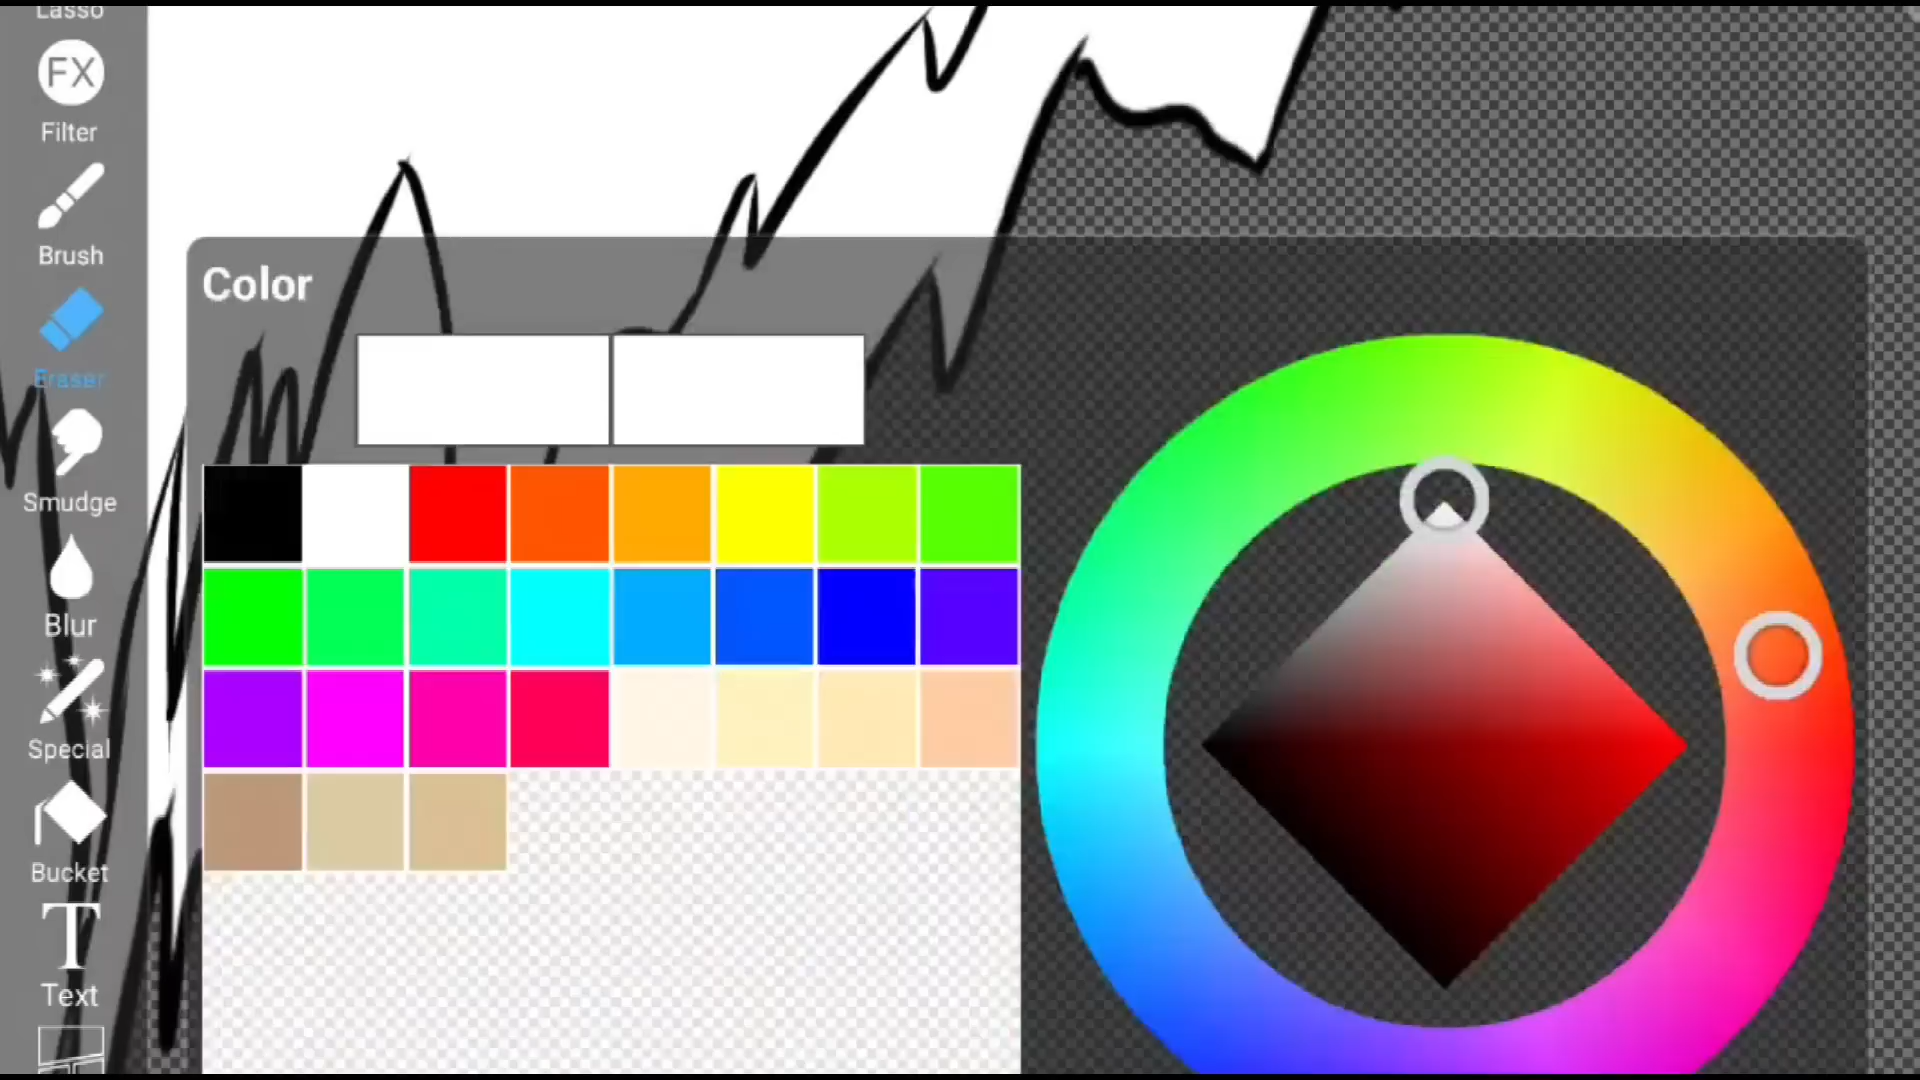 Lasso
FX
Filter
Brush
Eraser
Smudge
Blur
Special
Bucket
T
Text
Color